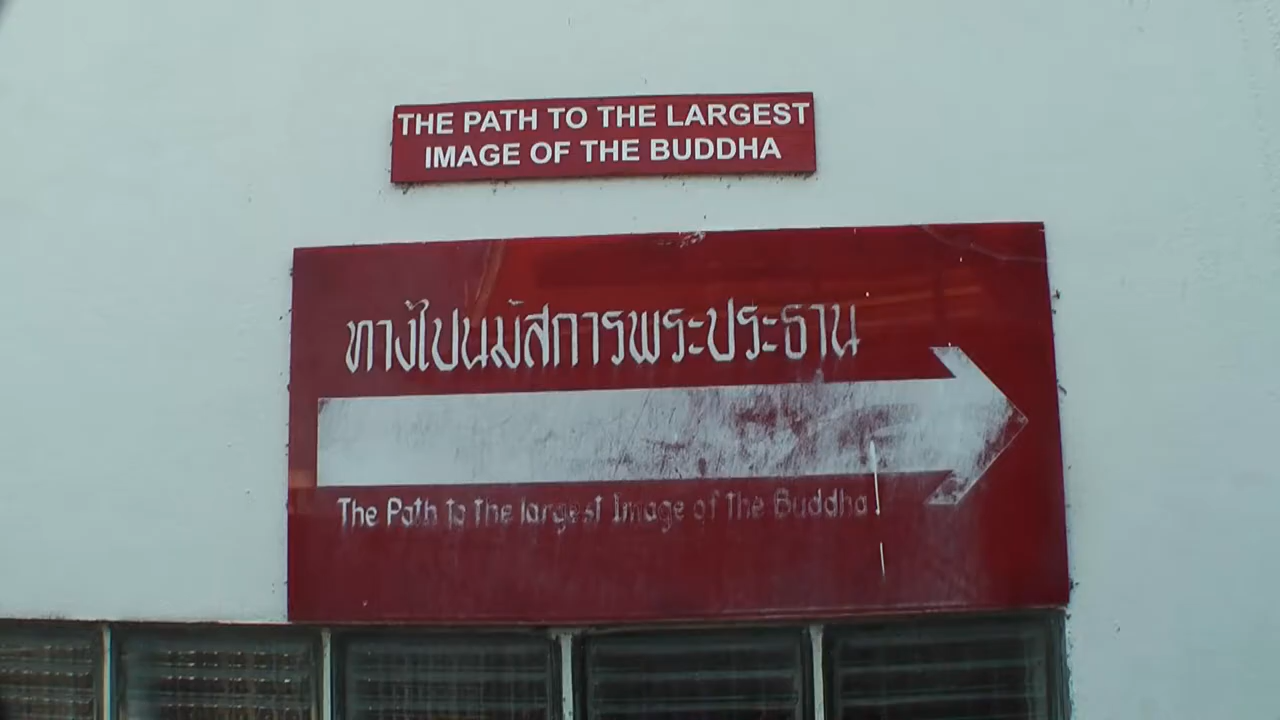 THE PATH TO THE LARGEST
IMAGE OF THE BUDDHA
ทางไปนมัสการพระประธาน
The Path to The largest Image of The Buddha